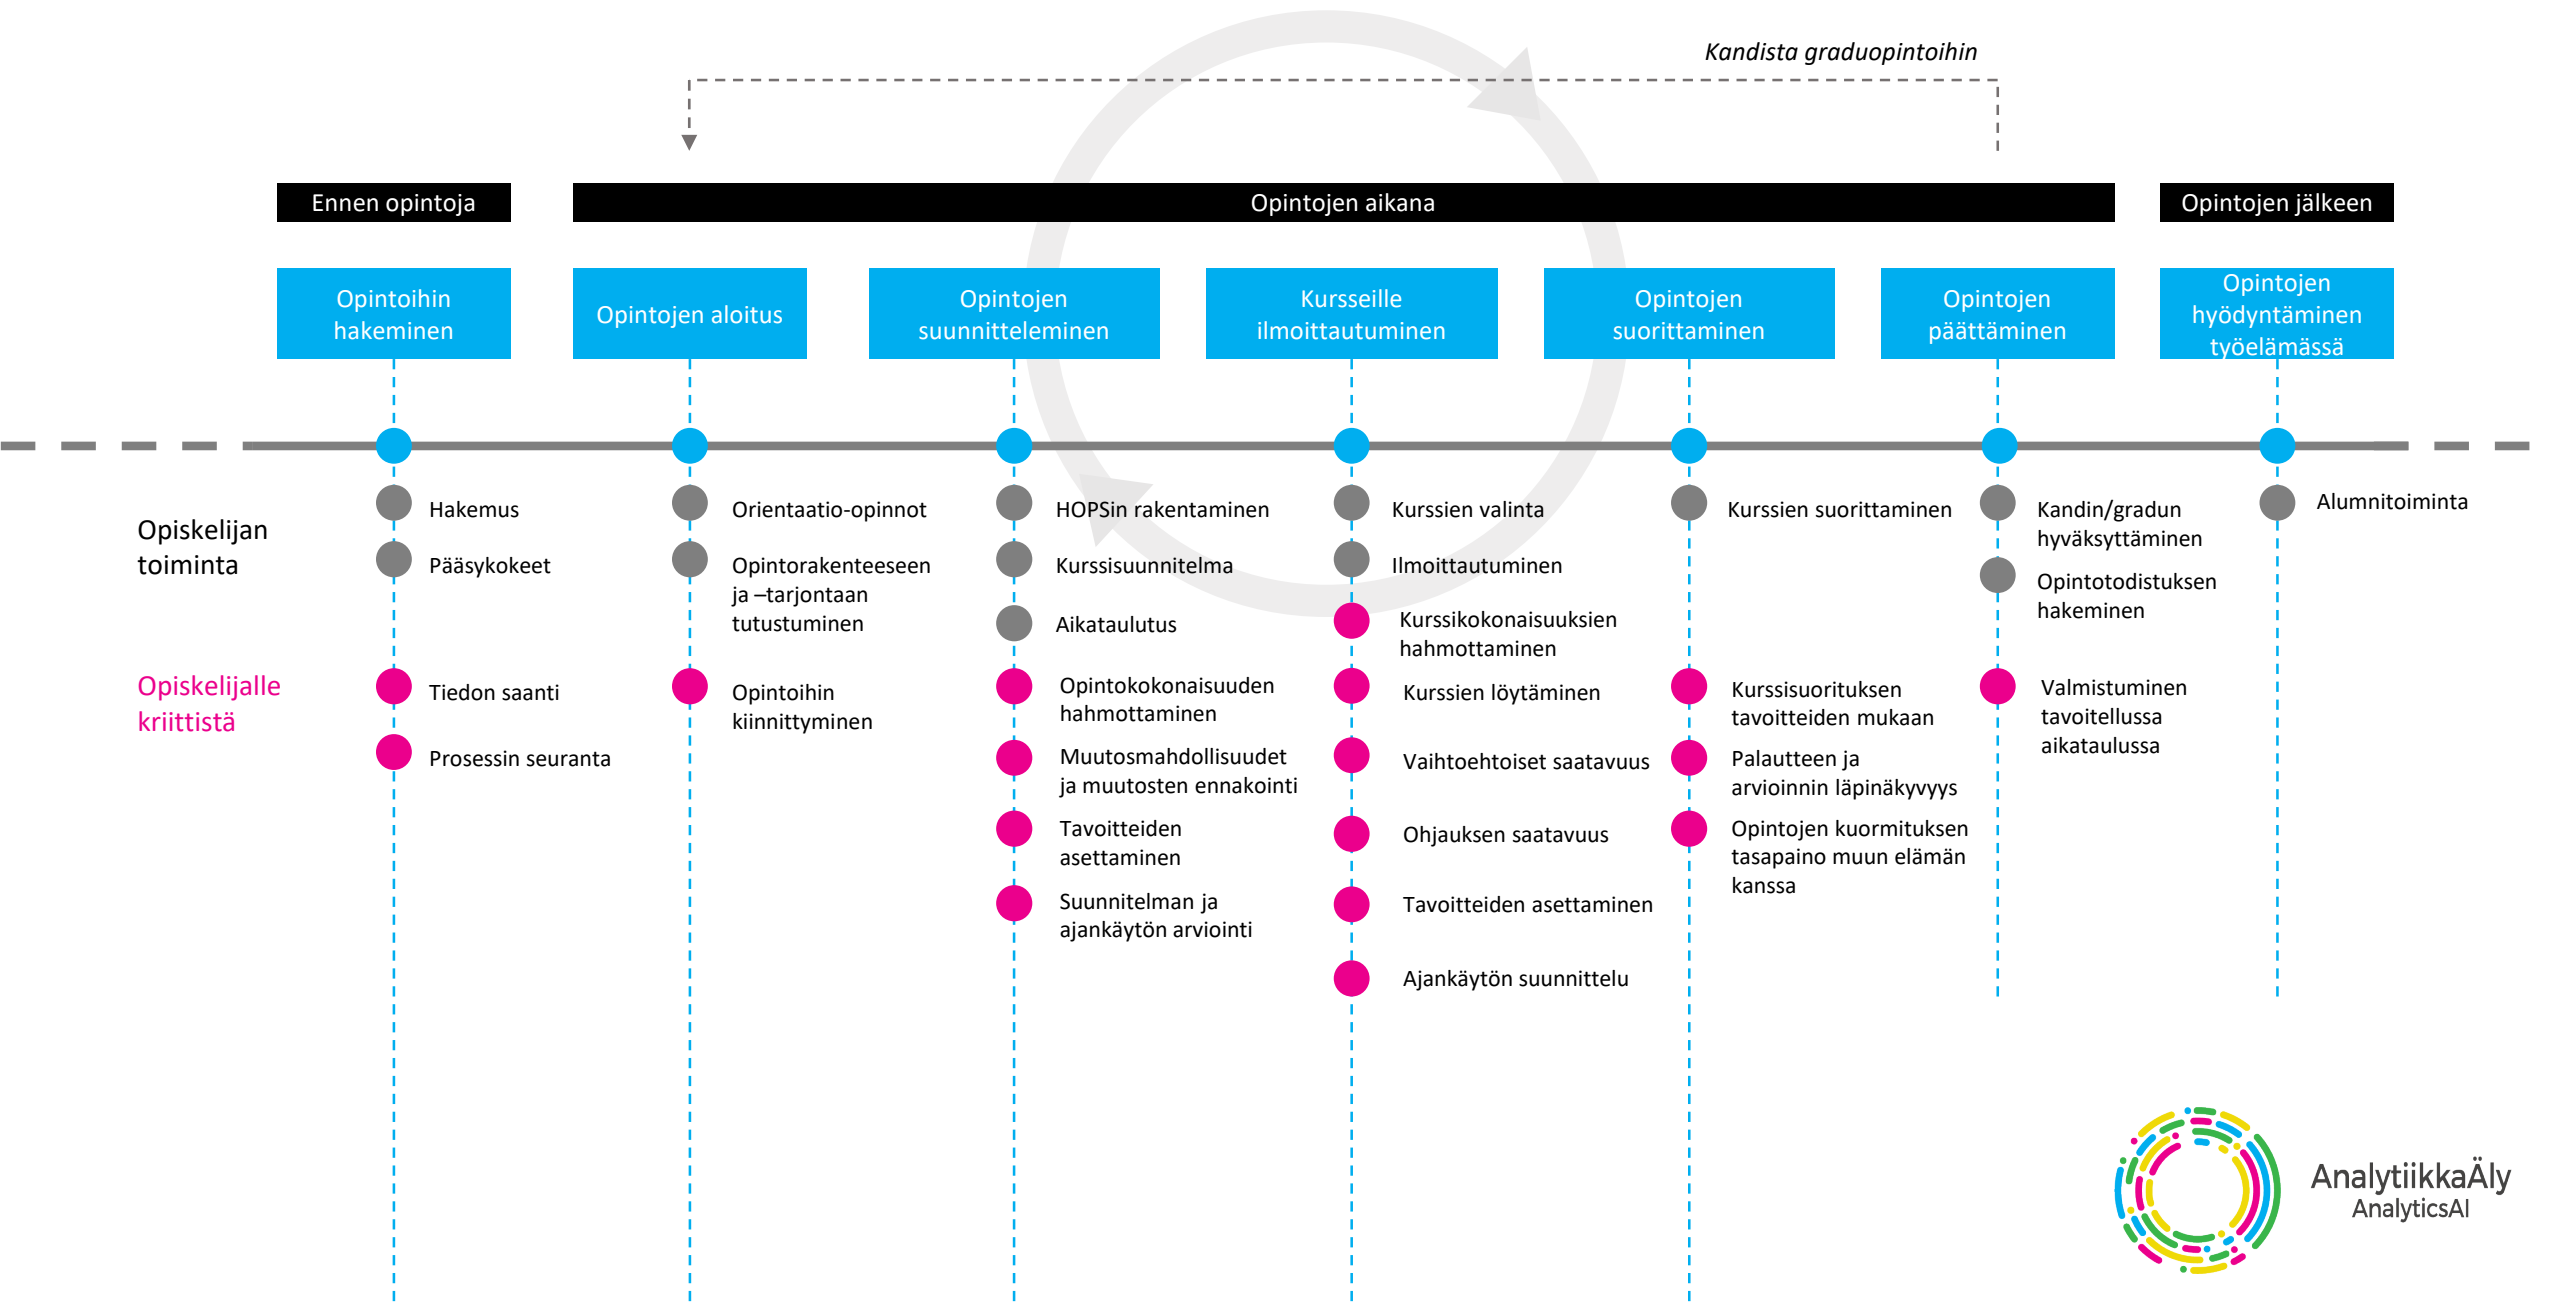 Kandista graduopintoihin
Ennen opintoja
Opintojen aikana
Opintojen jälkeen
Opintoihin
hakeminen
Opintojen aloitus
Opintojen
suunnitteleminen
Kursseille
ilmoittautuminen
Opintojen
suorittaminen
Opintojen
päättäminen
Opintojen
hyödyntäminen
työelämässä
Opiskelijan
toiminta
Hakemus
Pääsykokeet
Orientaatio-opinnot
Opintorakenteeseen
ja –tarjontaan
tutustuminen
HOPSin rakentaminen
Kurssisuunnitelma
Aikataulutus
Kurssien valinta
Ilmoittautuminen
Kurssien suorittaminen
Kandin/gradun
hyväksyttäminen
Opintotodistuksen
hakeminen
Alumnitoiminta
Opiskelijalle
kriittistä
Tiedon saanti
Prosessin seuranta
Opintoihin
kiinnittyminen
Opintokokonaisuuden
hahmottaminen
Muutosmahdollisuudet
ja muutosten ennakointi
Tavoitteiden
asettaminen
Suunnitelman ja
ajankäytön arviointi
Kurssikokonaisuuksien
hahmottaminen
Kurssien löytäminen
Vaihtoehtoiset saatavuus
Ohjauksen saatavuus
Tavoitteiden asettaminen
Ajankäytön suunnittelu
Kurssisuorituksen
tavoitteiden mukaan
Palautteen ja
arvioinnin läpinäkyvyys
Opintojen kuormituksen
tasapaino muun elämän
kanssa
Valmistuminen
tavoitellussa
aikataulussa
AnalytiikkaÄly
AnalyticsAI